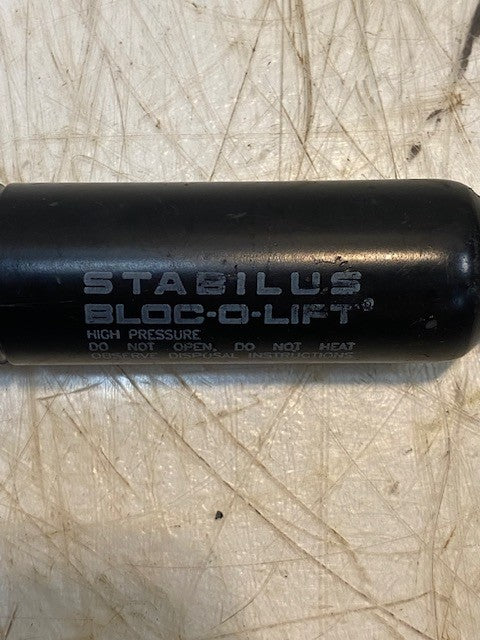 STABILUS
BLOC-O-LIFT®
HIGH PRESSURE
DO NOT OPEN, DO NOT HEAT
OBSERVE DISPOSAL INSTRUCTIONS